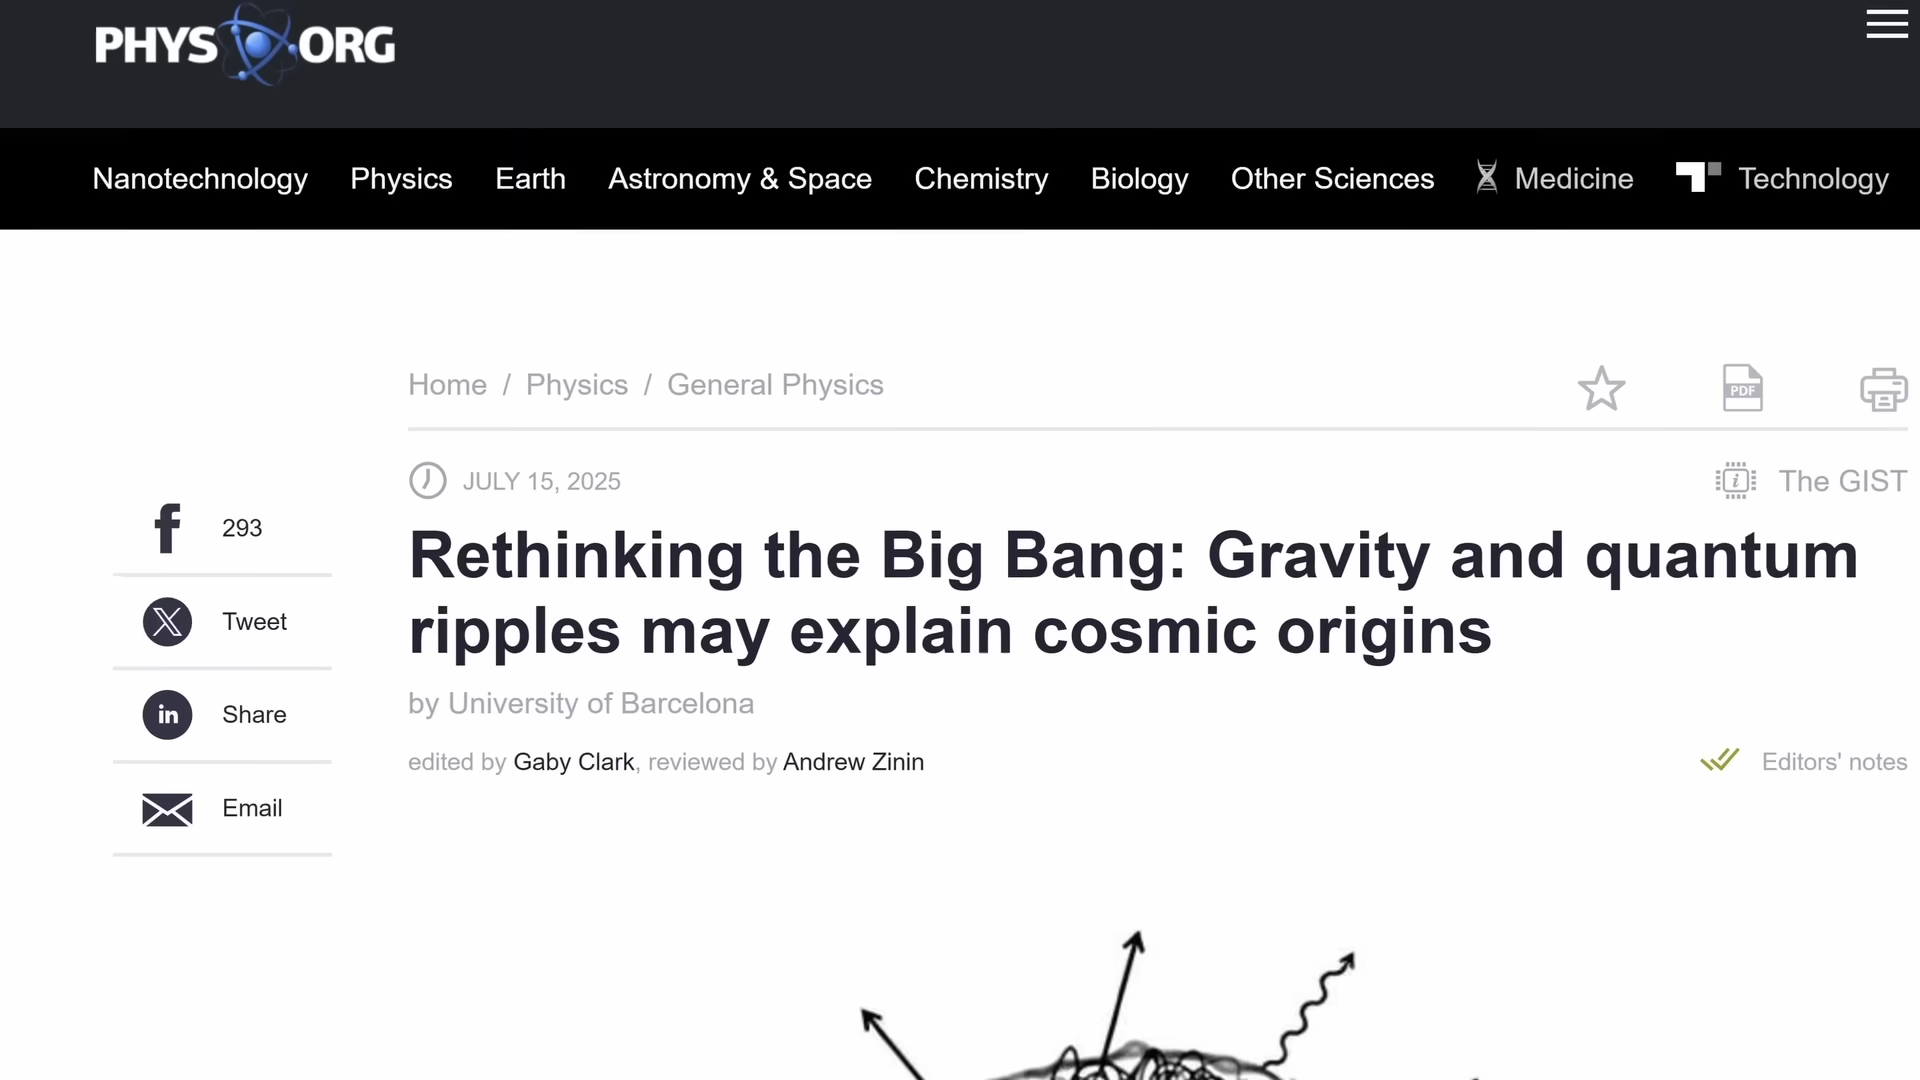 PHYS ORG
Nanotechnology Physics Earth Astronomy & Space Chemistry Biology Other Sciences Medicine Technology
Home / Physics / General Physics
PDF
JULY 15, 2025
The GIST
Rethinking the Big Bang: Gravity and quantum
ripples may explain cosmic origins
by University of Barcelona
edited by Gaby Clark, reviewed by Andrew Zinin
Editors' notes
f 293
X Tweet
in Share
Email